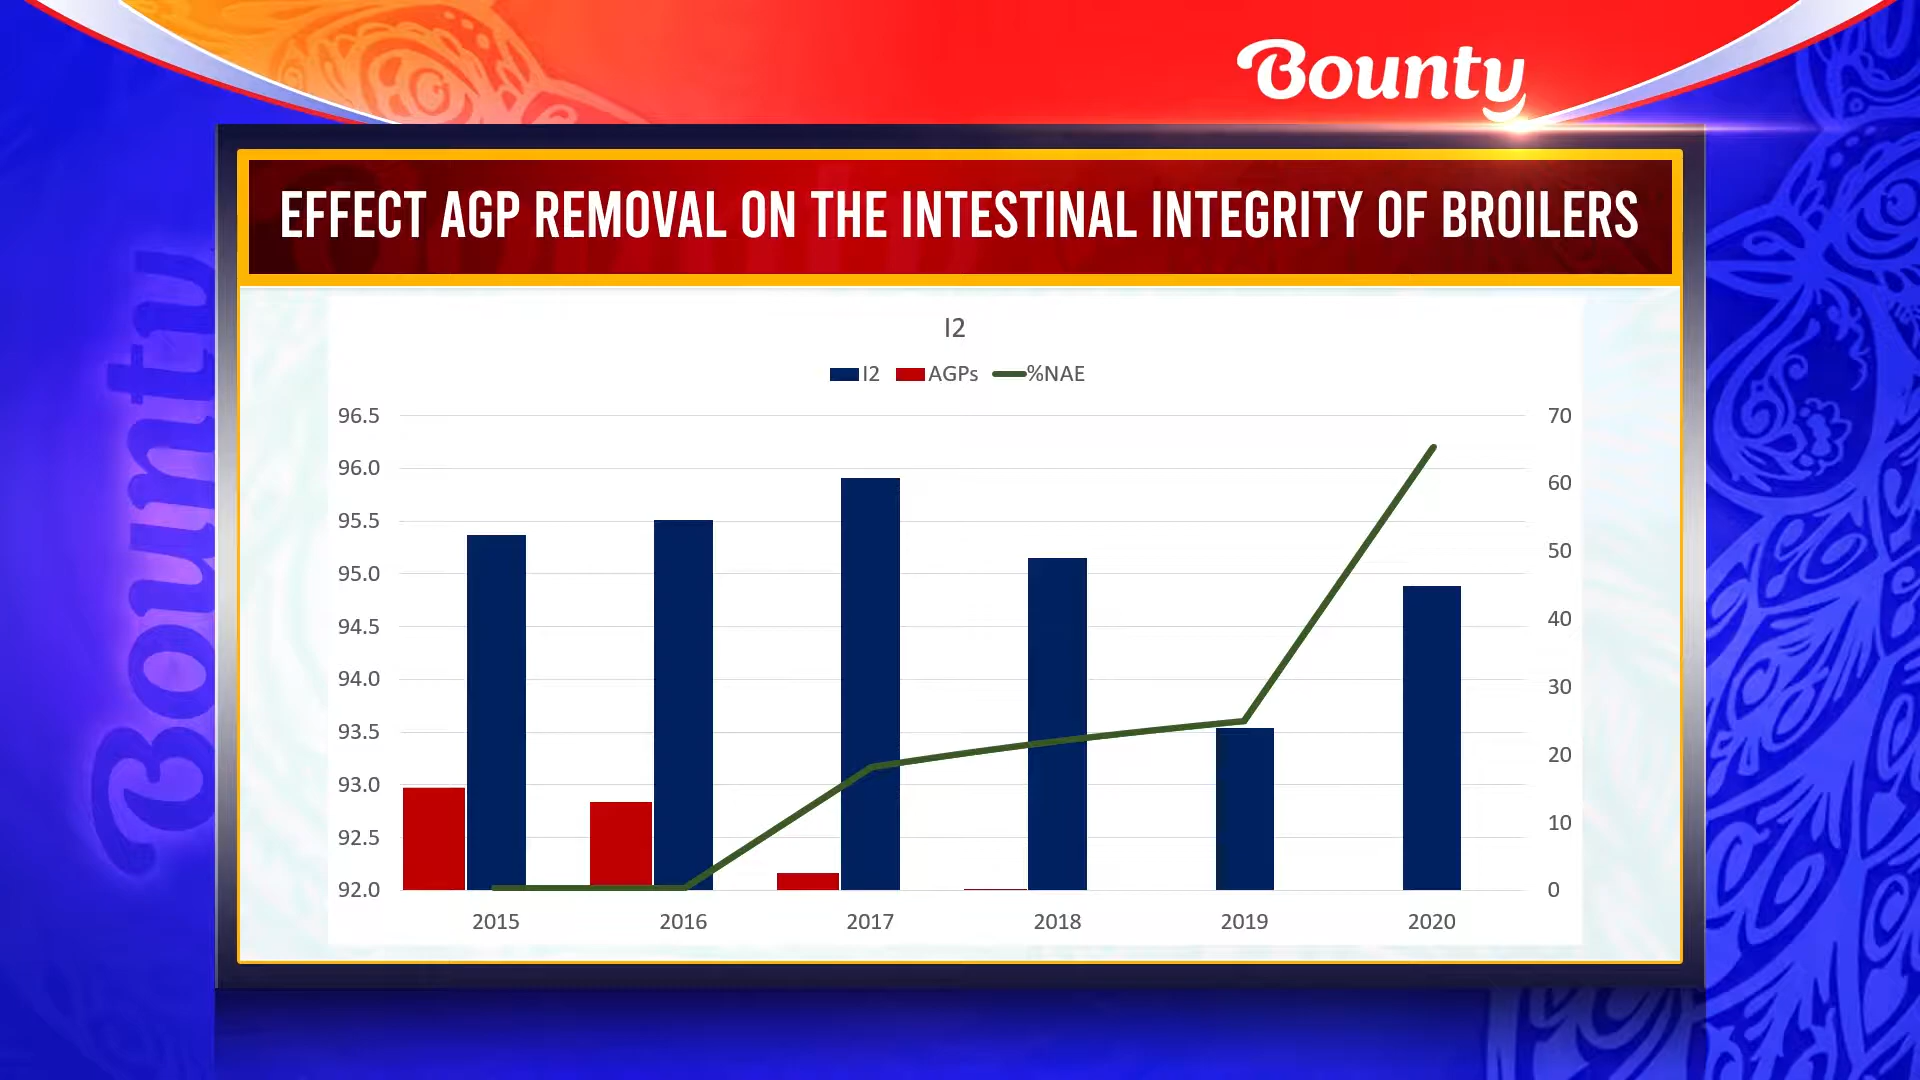 Bounty
EFFECT AGP REMOVAL ON THE INTESTINAL INTEGRITY OF BROILERS
I2
I2 AGPs %NAE
96.5 70
96.0
60
95.5
50
95.0
94.5 40
94.0 30
93.5
20
93.0
92.5 10
92.0 0
2015 2016 2017 2018 2019 2020
Bounty